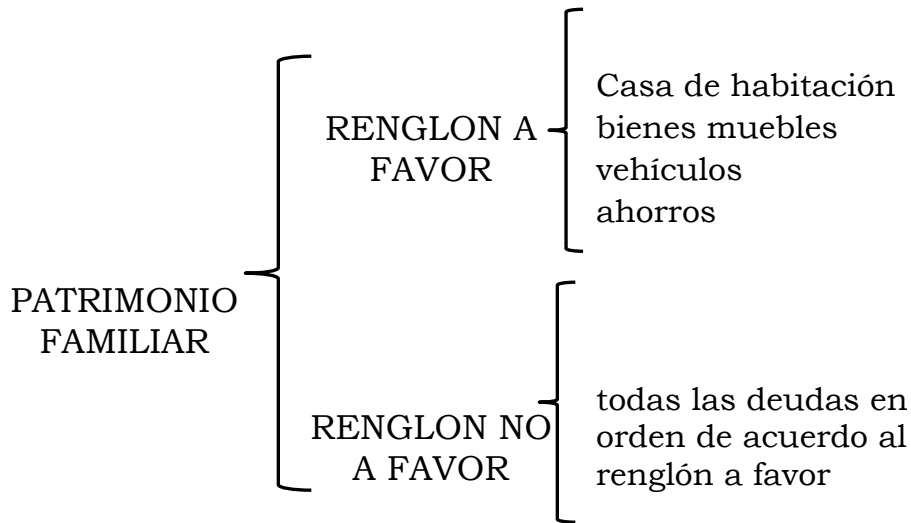 PATRIMONIO
FAMILIAR
RENGLON A
FAVOR
Casa de habitación
bienes muebles
vehículos
ahorros
RENGLON NO
A FAVOR
todas las deudas en
orden de acuerdo al
renglón a favor